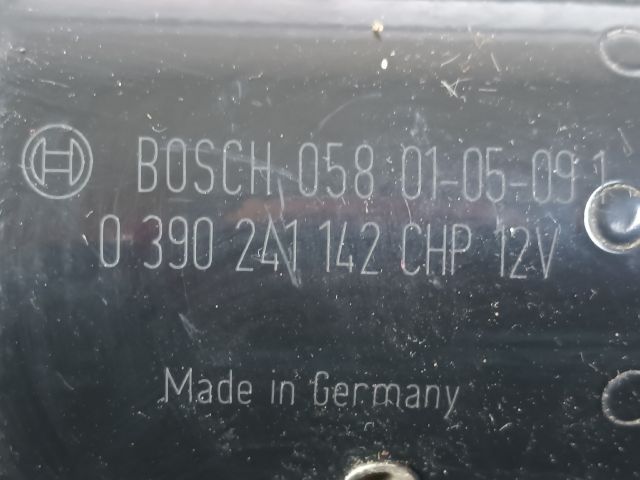 BOSCH 058 01-05-09 1
0 390 241 142 CHP 12V
Made in Germany